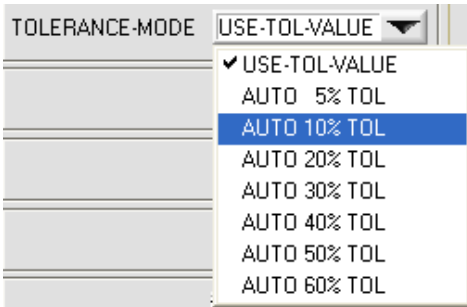 TOLERANCE-MODE USE-TOL-VALUE
USE-TOL-VALUE
AUTO 5% TOL
AUTO 10% TOL
AUTO 20% TOL
AUTO 30% TOL
AUTO 40% TOL
AUTO 50% TOL
AUTO 60% TOL